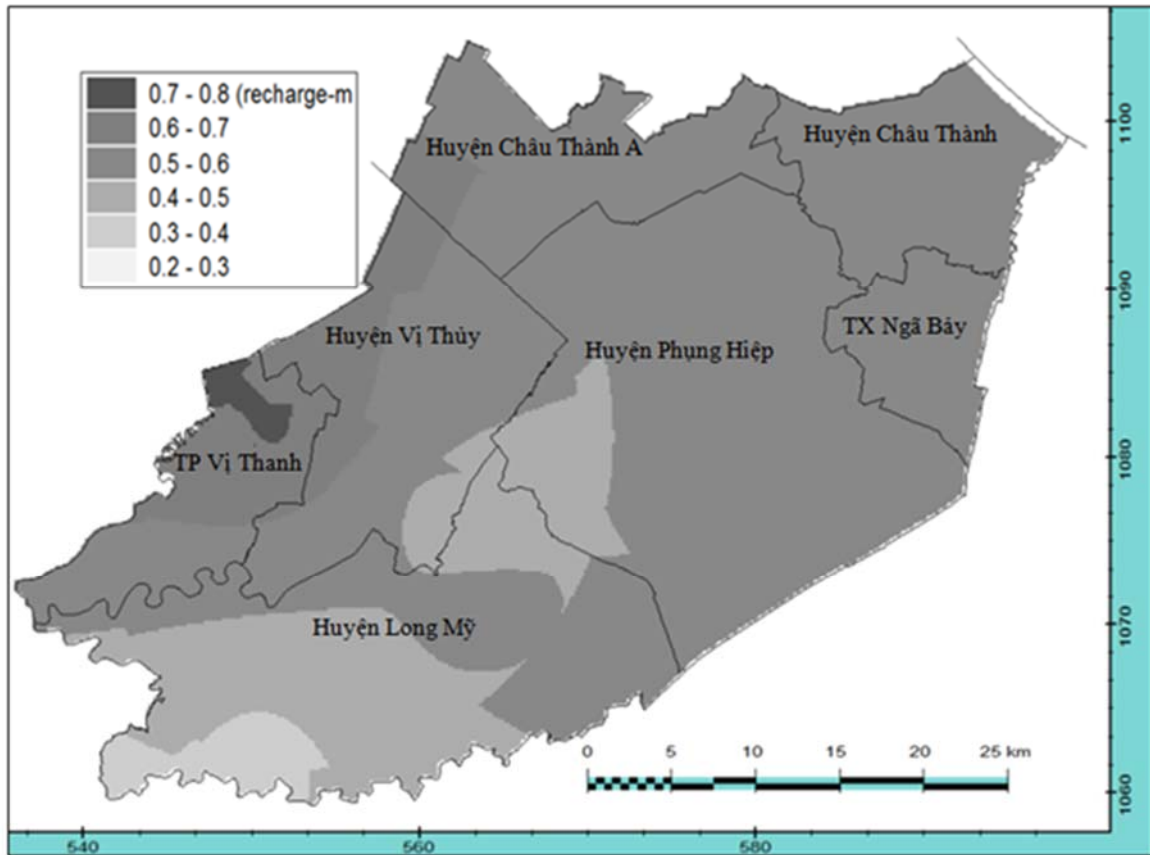 0.7 - 0.8 (recharge-m
0.6 - 0.7
0.5 - 0.6
0.4 - 0.5
0.3 - 0.4
0.2 - 0.3
Huyện Châu Thành A
Huyện Châu Thành
Huyện Vị Thủy
Huyện Phụng Hiệp
TX Ngã Bảy
TP Vị Thanh
Huyện Long Mỹ
0 5 10 15 20 25 km
1100
1090
1080
1070
1060
540 560 580